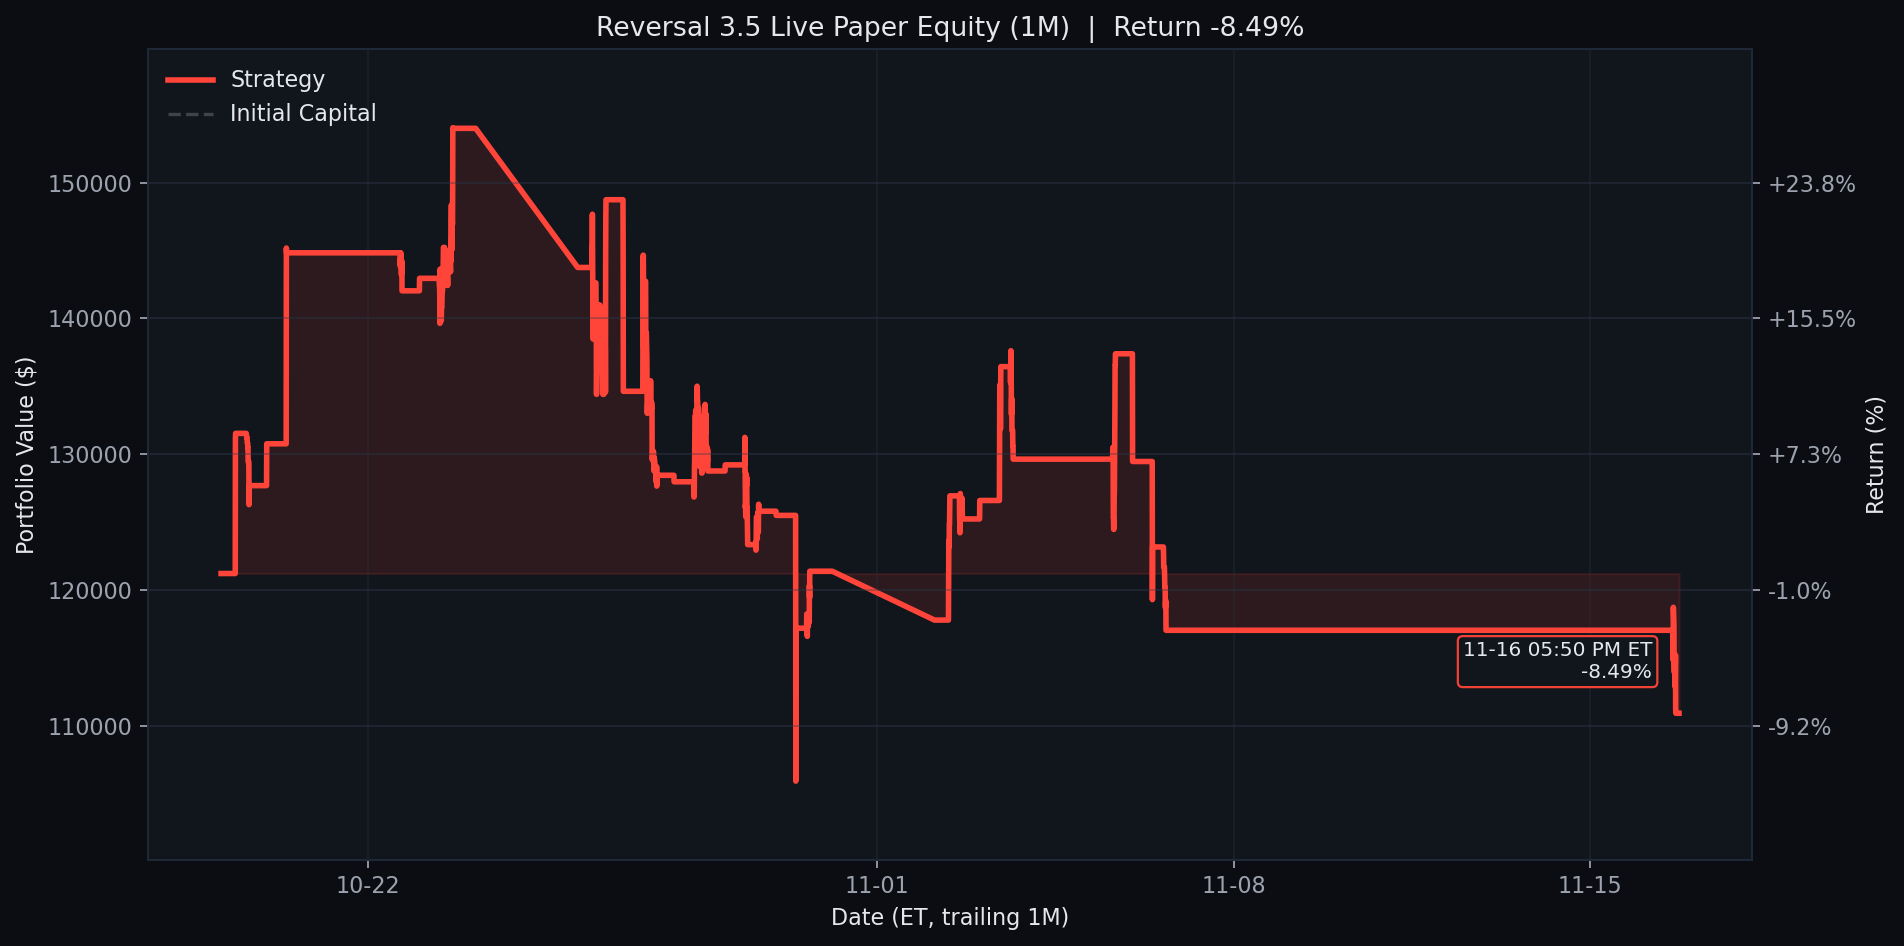 Reversal 3.5 Live Paper Equity (1M)  |  Return -8.49%
Strategy
Initial Capital
150000
140000
130000
120000
110000
Portfolio Value ($)
+23.8%
+15.5%
+7.3%
-1.0%
-9.2%
Return (%)
11-16 05:50 PM ET
-8.49%
10-22
11-01
11-08
11-15
Date (ET, trailing 1M)